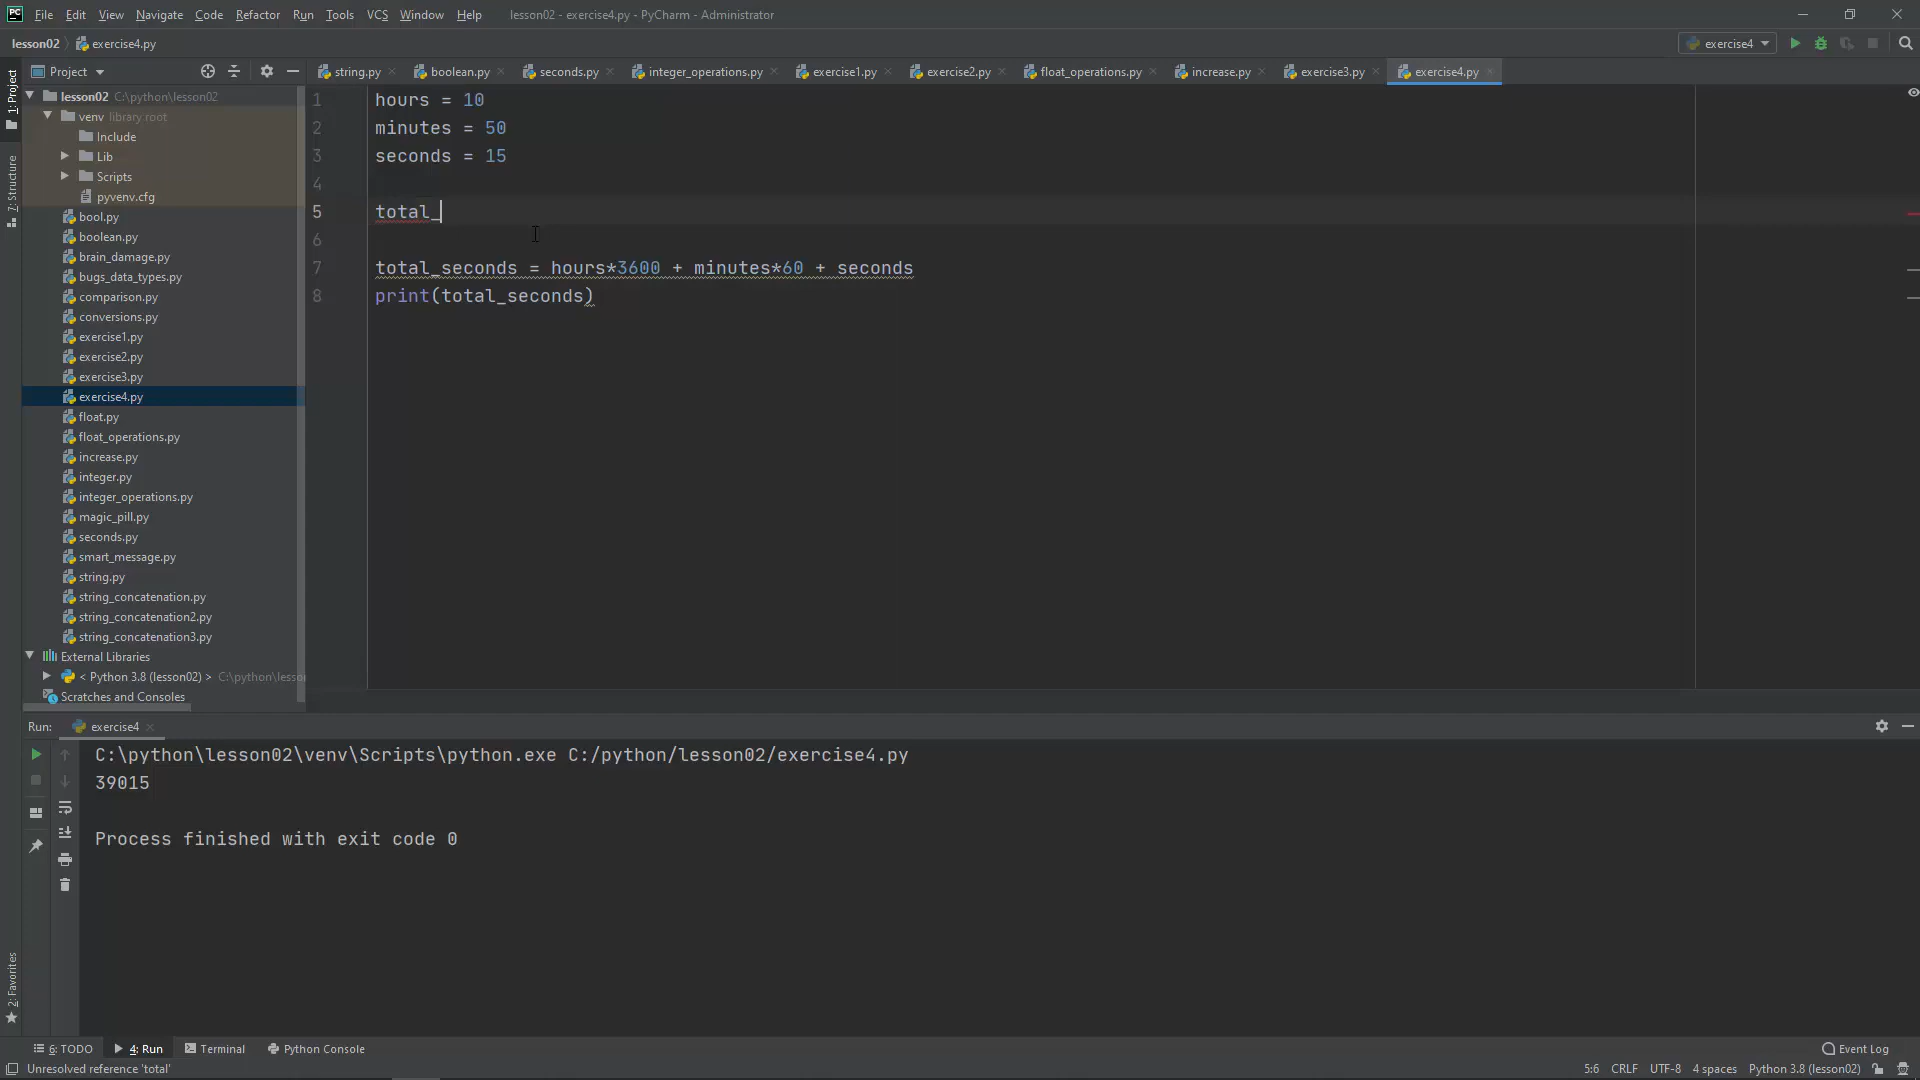 PC File Edit View Navigate Code Refactor Run Tools VCS Window Help lesson02 - exercise4.py - PyCharm - Administrator
lesson02 exercise4.py exercise4
Project string.py boolean.py seconds.py integer_operations.py exercise1.py exercise2.py float_operations.py increase.py exercise3.py exercise4.py
1: Project
7: Structure
2: Favorites
lesson02 C:\python\lesson02
venv library root
Include
Lib
Scripts
pyvenv.cfg
bool.py
boolean.py
brain_damage.py
bugs_data_types.py
comparison.py
conversions.py
exercise1.py
exercise2.py
exercise3.py
exercise4.py
float.py
float_operations.py
increase.py
integer.py
integer_operations.py
magic_pill.py
seconds.py
smart_message.py
string.py
string_concatenation.py
string_concatenation2.py
string_concatenation3.py
External Libraries
< Python 3.8 (lesson02) > C:\python\lesso
Scratches and Consoles
1 hours = 10
2 minutes = 50
3 seconds = 15
4
5 total_
6
7 total_seconds = hours*3600 + minutes*60 + seconds
8 print(total_seconds)
Run: exercise4
C:\python\lesson02\venv\Scripts\python.exe C:/python/lesson02/exercise4.py
39015
Process finished with exit code 0
6: TODO 4: Run Terminal Python Console Event Log
Unresolved reference 'total' 5:6 CRLF UTF-8 4 spaces Python 3.8 (lesson02)